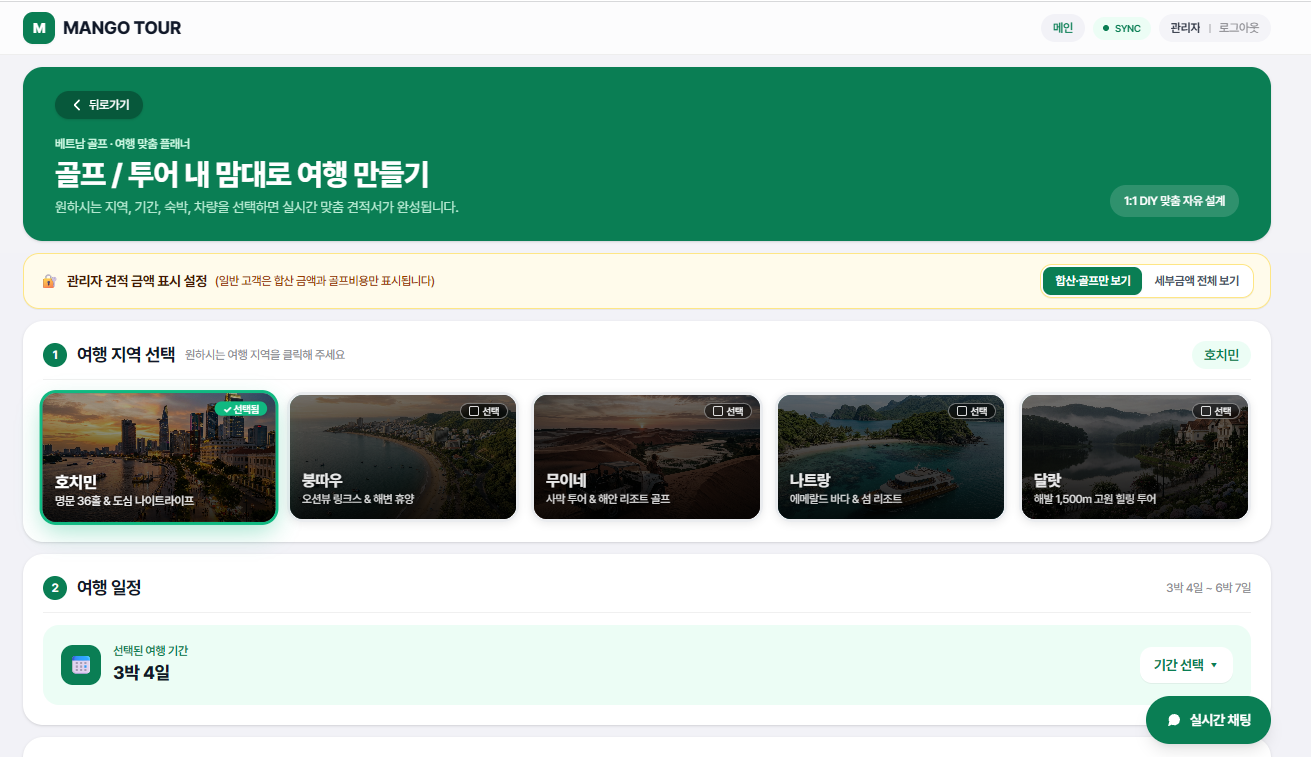 M MANGO TOUR
메인
SYNC
관리자 | 로그아웃
뒤로가기
베트남 골프 · 여행 맞춤 플래너
골프 / 투어 내 맘대로 여행 만들기
원하시는 지역, 기간, 숙박, 차량을 선택하면 실시간 맞춤 견적서가 완성됩니다.
1:1 DIY 맞춤 자유 설계
관리자 견적 금액 표시 설정 (일반 고객은 합산 금액과 골프비용만 표시됩니다)
합산·골프만 보기
세부금액 전체 보기
1 여행 지역 선택 원하시는 여행 지역을 클릭해 주세요
호치민
선택됨
호치민
명문 36홀 & 도심 나이트라이프
선택
붕따우
오션뷰 링크스 & 해변 휴양
선택
무이네
사막 투어 & 해안 리조트 골프
선택
나트랑
에메랄드 바다 & 섬 리조트
선택
달랏
해발 1,500m 고원 힐링 투어
2 여행 일정
3박 4일 ~ 6박 7일
선택된 여행 기간
3박 4일
기간 선택 ▾
실시간 채팅